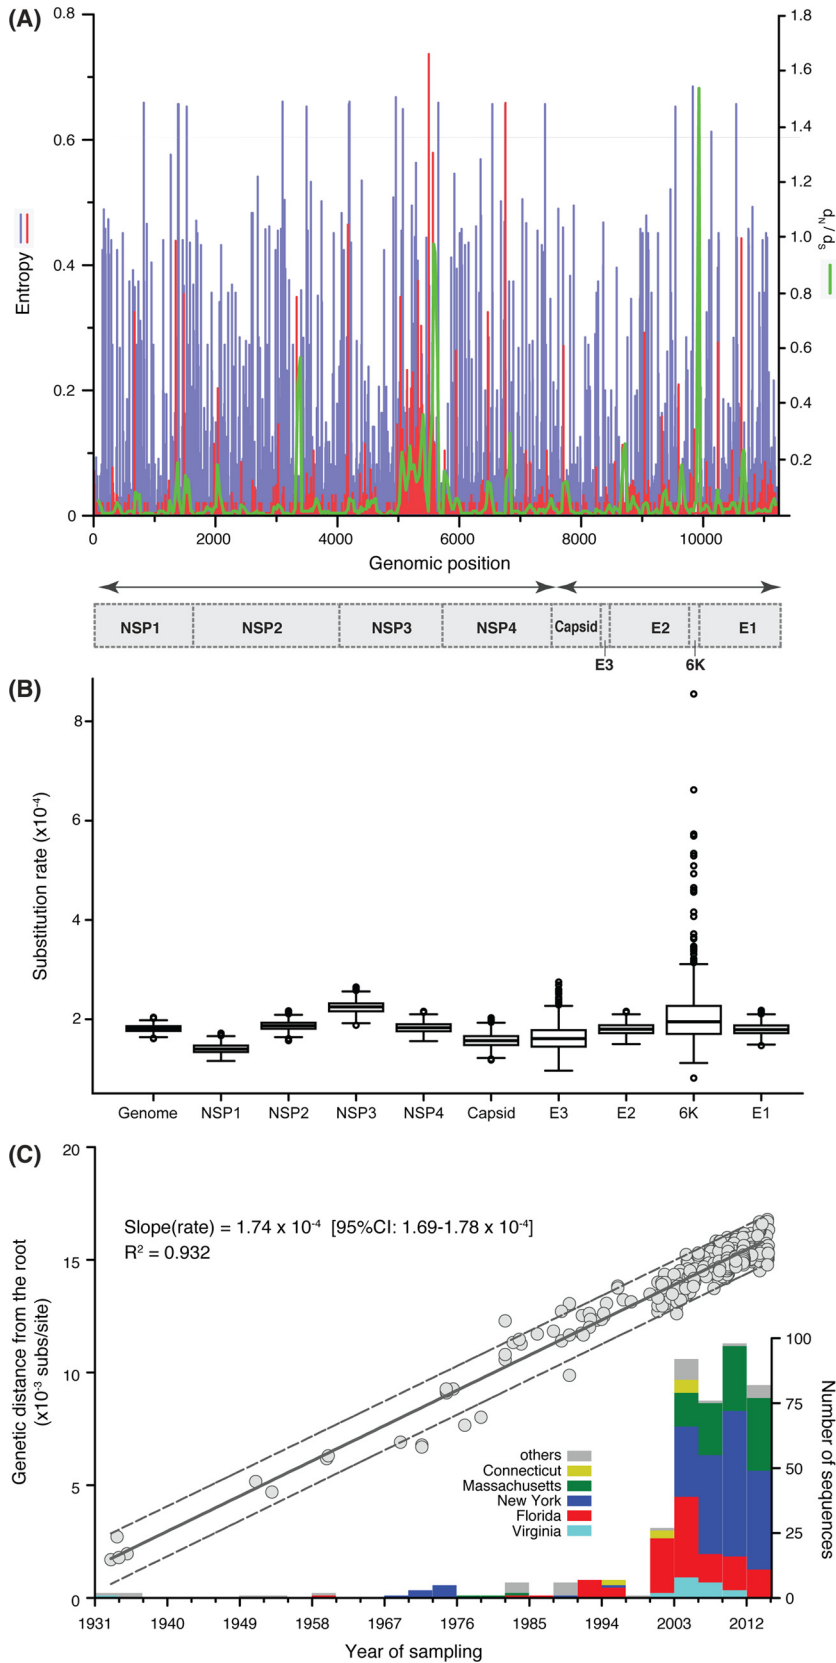 (A)
0.8
0.6
0.4
0.2
0
Entropy
1.8
1.6
1.4
1.2
1.0
0.8
0.6
0.4
0.2
dN / dS
0 2000 4000 6000 8000 10000
Genomic position
NSP1 NSP2 NSP3 NSP4 Capsid E2 E1
E3 6K
(B)
8
6
4
2
Substitution rate (x10-4)
Genome NSP1 NSP2 NSP3 NSP4 Capsid E3 E2 6K E1
(C)
20
15
10
5
0
Genetic distance from the root
(x10-3 subs/site)
Slope(rate) = 1.74 x 10-4 [95%CI: 1.69-1.78 x 10-4]
R2 = 0.932
others
Connecticut
Massachusetts
New York
Florida
Virginia
100
75
50
25
0
Number of sequences
1931 1940 1949 1958 1967 1976 1985 1994 2003 2012
Year of sampling